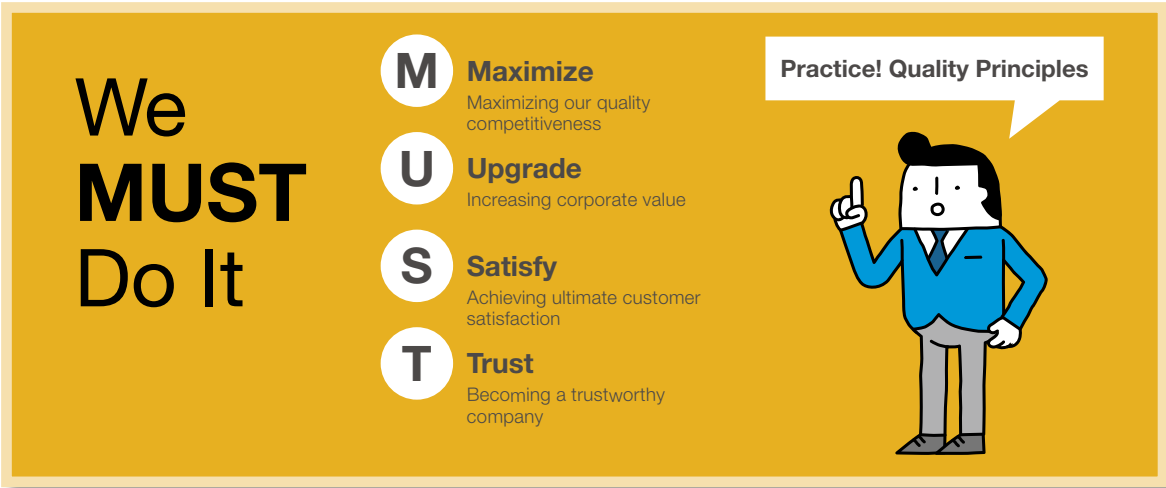 We
MUST
Do It
M
Maximize
Maximizing our quality
competitiveness
U
Upgrade
Increasing corporate value
S
Satisfy
Achieving ultimate customer
satisfaction
T
Trust
Becoming a trustworthy
company
Practice! Quality Principles